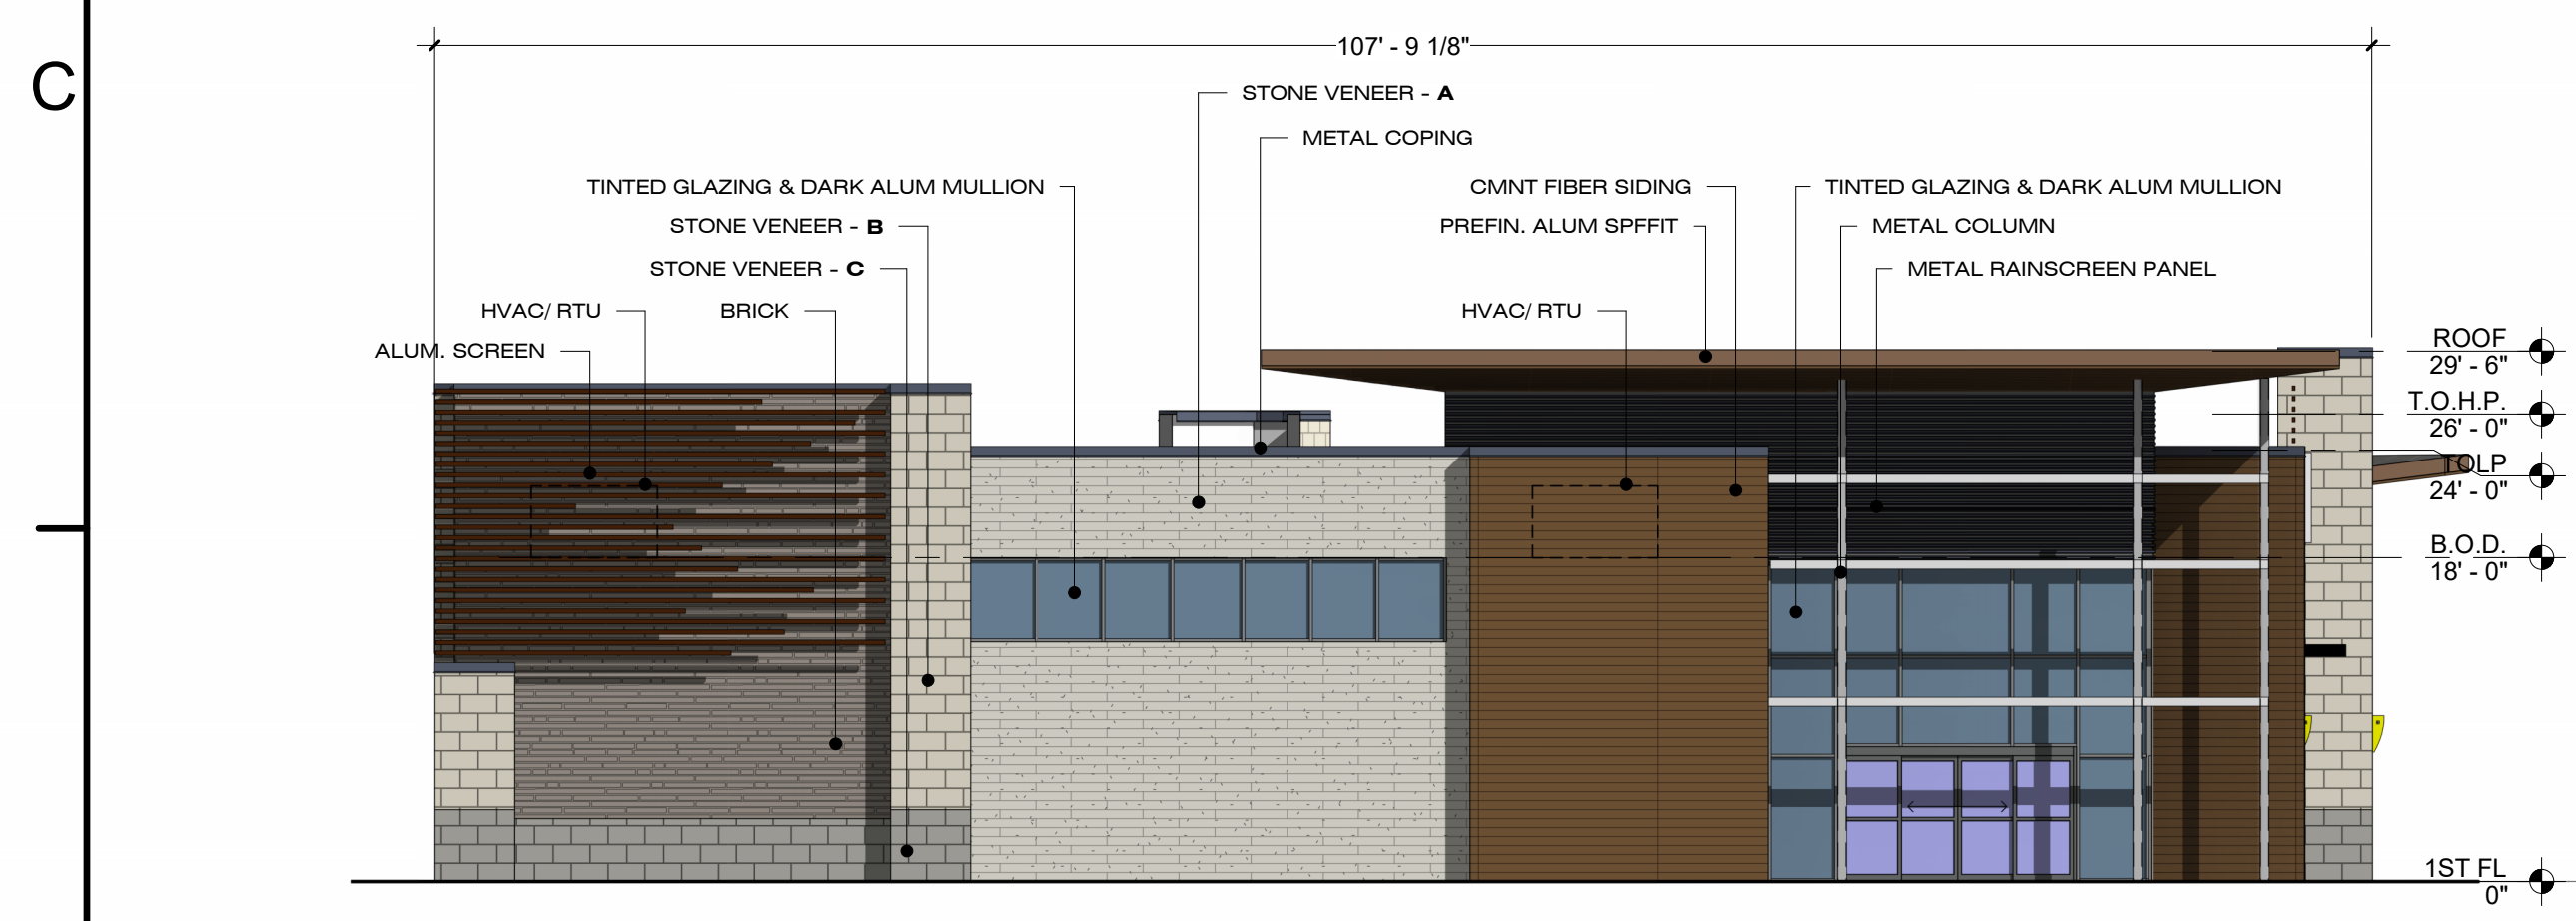 C
107' - 9 1/8"
STONE VENEER - A
METAL COPING
TINTED GLAZING & DARK ALUM MULLION
CMNT FIBER SIDING
TINTED GLAZING & DARK ALUM MULLION
STONE VENEER - B
PREFIN. ALUM SPFFIT
METAL COLUMN
STONE VENEER - C
METAL RAINSCREEN PANEL
HVAC/ RTU
BRICK
HVAC/ RTU
ALUM. SCREEN
ROOF
29' - 6"
T.O.H.P.
26' - 0"
TOLP
24' - 0"
B.O.D.
18' - 0"
1ST FL
0"